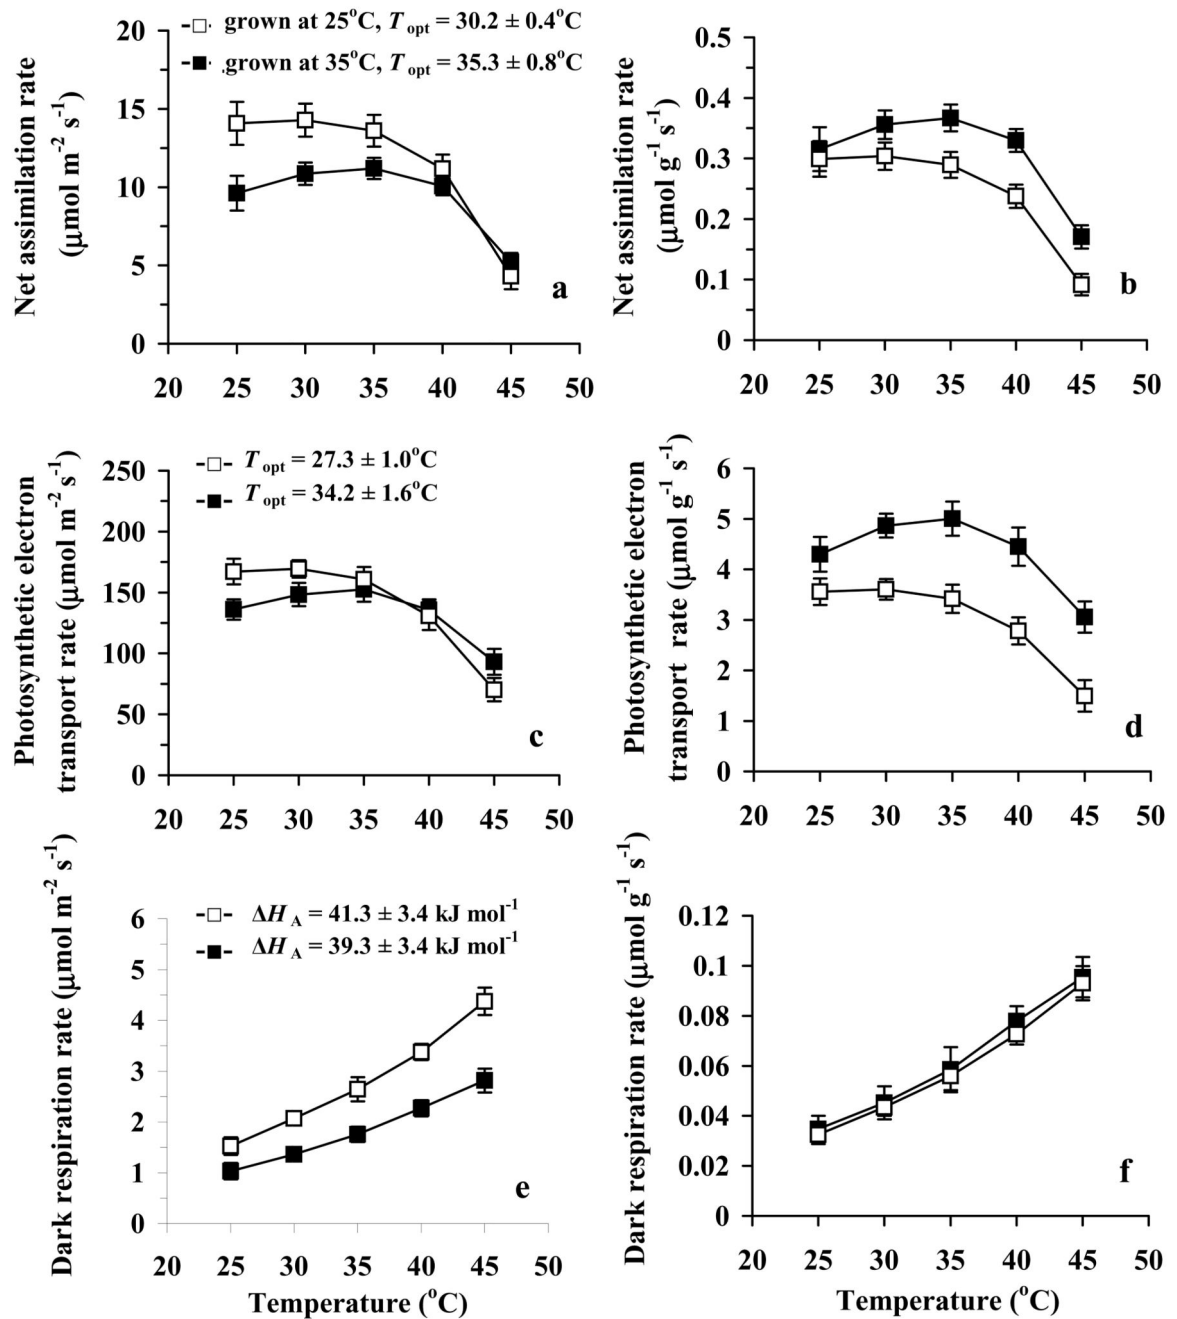 grown at 25°C, T opt = 30.2 ± 0.4°C
grown at 35°C, T opt = 35.3 ± 0.8°C
Net assimilation rate
(μmol m⁻² s⁻¹)
20
15
10
5
0
20 25 30 35 40 45 50
a
Net assimilation rate
(μmol g⁻¹ s⁻¹)
0.5
0.4
0.3
0.2
0.1
0
20 25 30 35 40 45 50
b
T opt = 27.3 ± 1.0°C
T opt = 34.2 ± 1.6°C
Photosynthetic electron
transport rate (μmol m⁻² s⁻¹)
250
200
150
100
50
0
20 25 30 35 40 45 50
c
Photosynthetic electron
transport rate (μmol g⁻¹ s⁻¹)
6
5
4
3
2
1
0
20 25 30 35 40 45 50
d
ΔH A = 41.3 ± 3.4 kJ mol⁻¹
ΔH A = 39.3 ± 3.4 kJ mol⁻¹
Dark respiration rate (μmol m⁻² s⁻¹)
6
5
4
3
2
1
0
20 25 30 35 40 45 50
Temperature (°C)
e
Dark respiration rate (μmol g⁻¹ s⁻¹)
0.12
0.1
0.08
0.06
0.04
0.02
0
20 25 30 35 40 45 50
Temperature (°C)
f